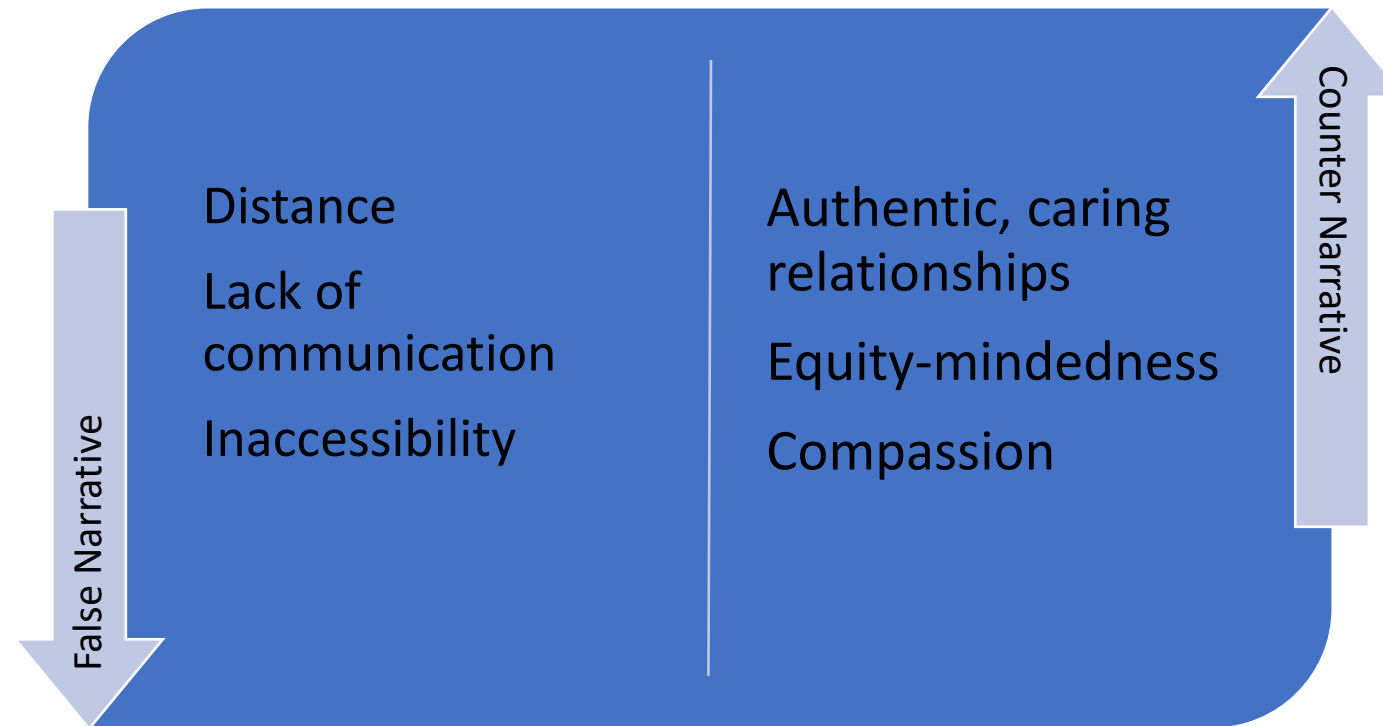 False Narrative
Distance
Lack of
communication
Inaccessibility
Authentic, caring
relationships
Equity-mindedness
Compassion
Counter Narrative